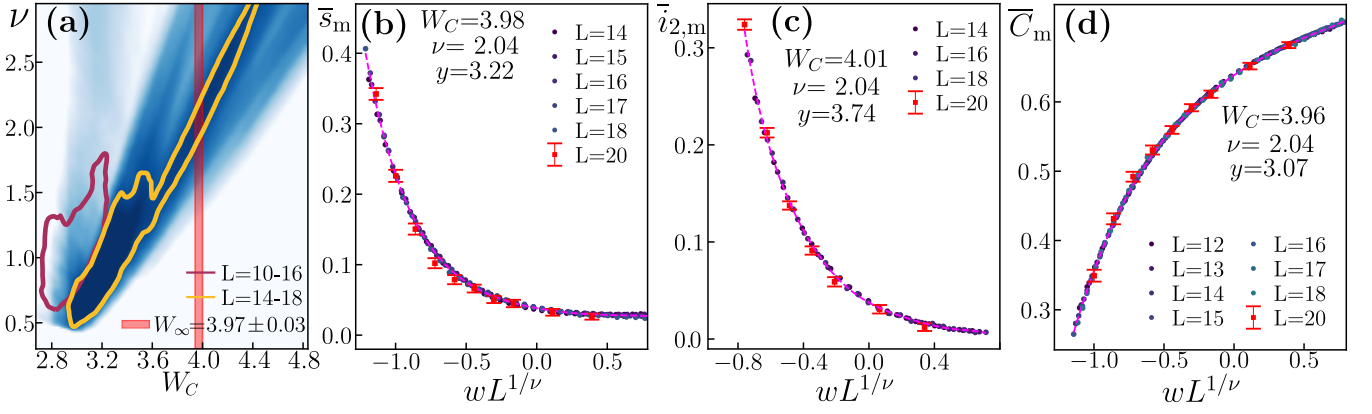 (a)
ν
2.5
2.0
1.5
1.0
0.5
L=10-16
L=14-18
W∞=3.97±0.03
2.8 3.2 3.6 4.0 4.4 4.8
W_C
(b)
s̅_m
0.4
0.3
0.2
0.1
0.0
W_C=3.98
ν= 2.04
y=3.22
L=14
L=15
L=16
L=17
L=18
L=20
−1.0 −0.5 0.0 0.5
wL^{1/ν}
(c)
i̅_{2,m}
0.3
0.2
0.1
0.0
W_C=4.01
ν= 2.04
y=3.74
L=14
L=16
L=18
L=20
−0.8 −0.4 0.0 0.4
wL^{1/ν}
(d)
C̅_m
0.6
0.5
0.4
0.3
W_C=3.96
ν= 2.04
y=3.07
L=12
L=13
L=14
L=15
L=16
L=17
L=18
L=20
−1.0 −0.5 0.0 0.5
wL^{1/ν}